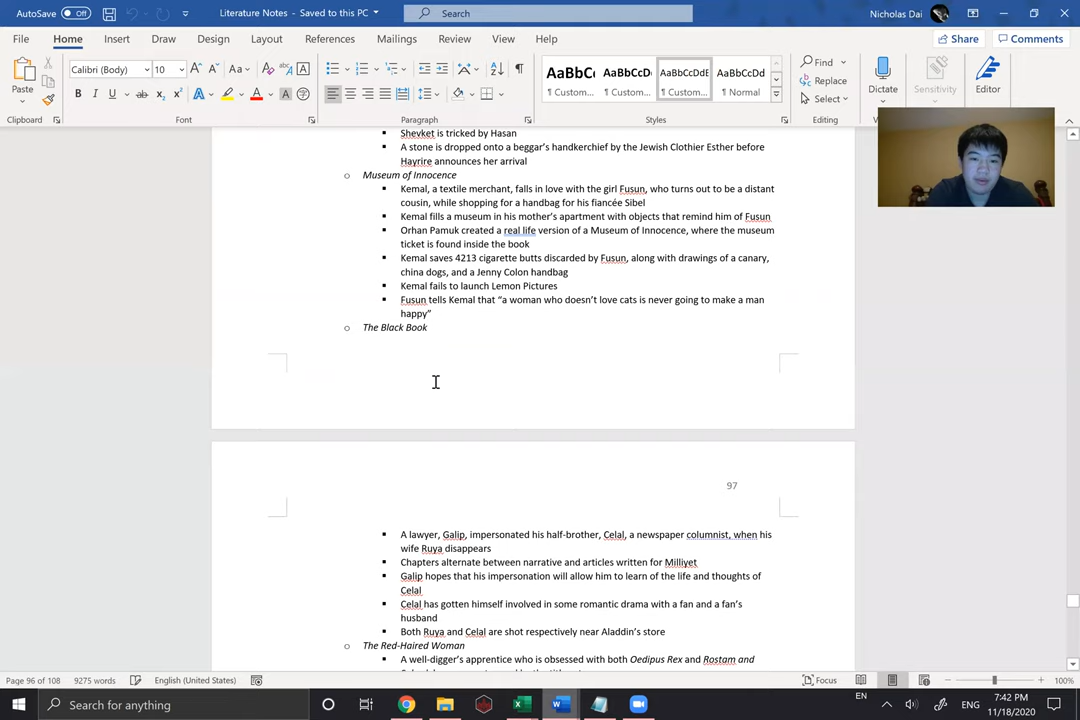 AutoSave Off Literature Notes - Saved to this PC Search Nicholas Dai
File Home Insert Draw Design Layout References Mailings Review View Help Share Comments
Calibri (Body) 10 Aa AaBbC AaBbCcD AaBbCcDdE AaBbCcDd Find
Paste Custom... Custom... Custom... Normal Replace Dictate Sensitivity Editor
Select
Clipboard Font Paragraph Styles Editing
Shevket is tricked by Hasan
A stone is dropped onto a beggar's handkerchief by the Jewish Clothier Esther before
Hayrire announces her arrival
Museum of Innocence
Kemal, a textile merchant, falls in love with the girl Fusun, who turns out to be a distant
cousin, while shopping for a handbag for his fiancée Sibel
Kemal fills a museum in his mother's apartment with objects that remind him of Fusun
Orhan Pamuk created a real life version of a Museum of Innocence, where the museum
ticket is found inside the book
Kemal saves 4213 cigarette butts discarded by Fusun, along with drawings of a canary,
china dogs, and a Jenny Colon handbag
Kemal fails to launch Lemon Pictures
Fusun tells Kemal that "a woman who doesn't love cats is never going to make a man
happy"
The Black Book
97
A lawyer, Galip, impersonated his half-brother, Celal, a newspaper columnist, when his
wife Ruya disappears
Chapters alternate between narrative and articles written for Milliyet
Galip hopes that his impersonation will allow him to learn of the life and thoughts of
Celal
Celal has gotten himself involved in some romantic drama with a fan and a fan's
husband
Both Ruya and Celal are shot respectively near Aladdin's store
The Red-Haired Woman
A well-digger's apprentice who is obsessed with both Oedipus Rex and Rostam and
Page 96 of 108 9275 words English (United States) Focus 100%
Type here to search
EN ENG 7:42 PM
11/18/2020